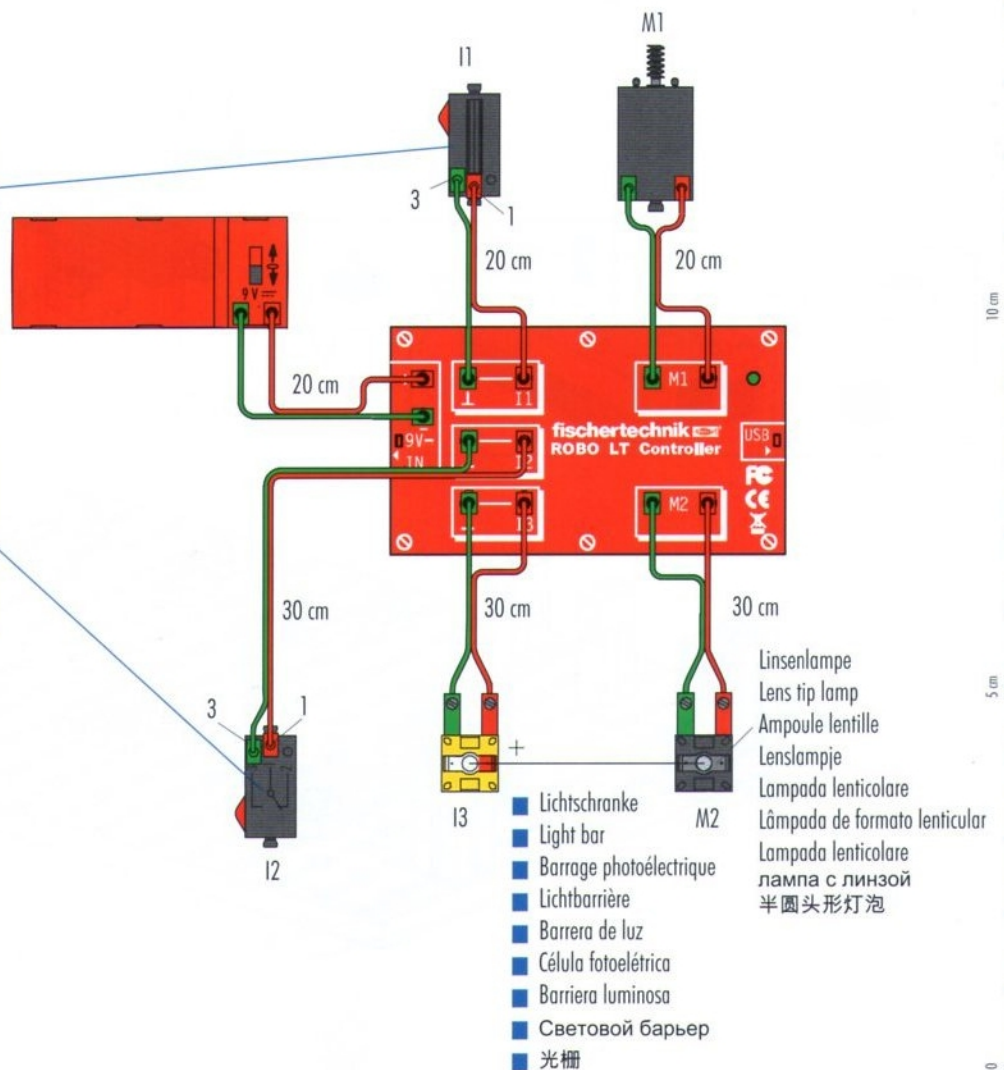 M1
I1
3
1
20 cm
20 cm
10 cm
9 V
20 cm
M1
⊥ I1
fischertechnik
ROBO LT Controller
USB
9V
IN
I2
FC
CE
M2
I3
30 cm
30 cm
30 cm
5 cm
3
1
2
I2
+
I3
M2
Linsenlampe
Lens tip lamp
Ampoule lentille
Lenslampje
Lampada lenticolare
Lâmpada de formato lenticular
Lampada lenticolare
лампа с линзой
半圆头形灯泡
Lichtschranke
Light bar
Barrage photoélectrique
Lichtbarrière
Barrera de luz
Célula fotoelétrica
Barriera luminosa
Световой барьер
光栅
0